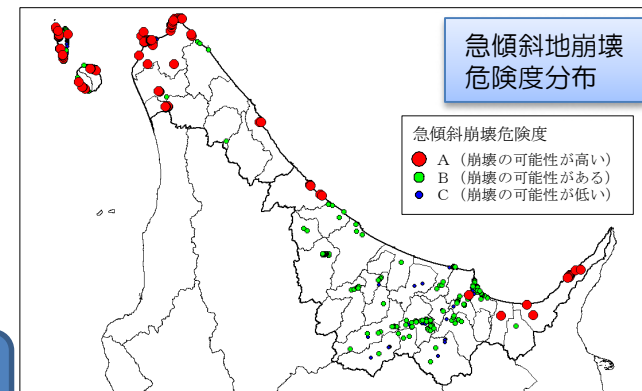 急傾斜地崩壊
危険度分布
急傾斜崩壊危険度
A（崩壊の可能性が高い）
B（崩壊の可能性がある）
C（崩壊の可能性が低い）